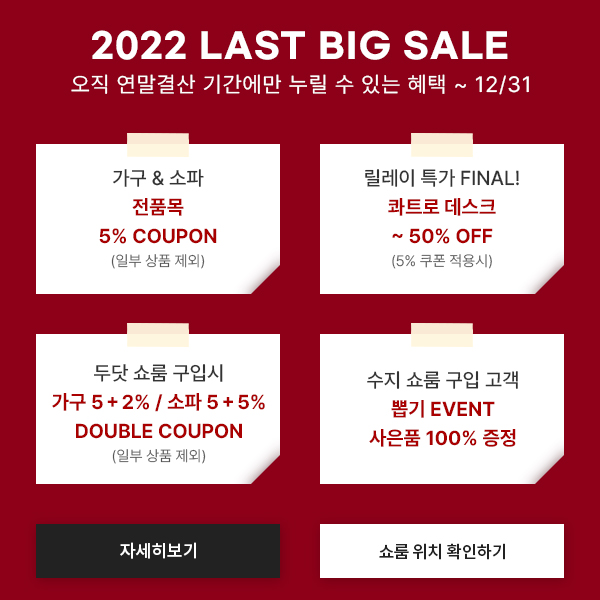 2022 LAST BIG SALE
오직 연말결산 기간에만 누릴 수 있는 혜택 ~ 12/31
가구 & 소파
전품목
5% COUPON
(일부 상품 제외)
릴레이 특가 FINAL!
콰트로 데스크
~ 50% OFF
(5% 쿠폰 적용시)
두닷 쇼룸 구입시
가구 5 + 2% / 소파 5 + 5%
DOUBLE COUPON
(일부 상품 제외)
수지 쇼룸 구입 고객
뽑기 EVENT
사은품 100% 증정
자세히보기
쇼룸 위치 확인하기